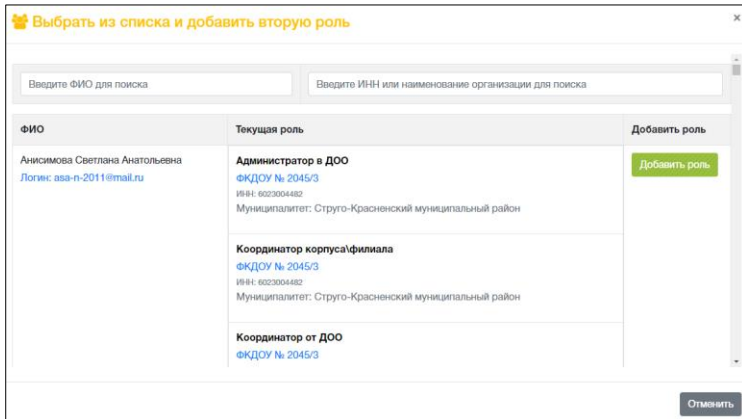 Выбрать из списка и добавить вторую роль
×
Введите ФИО для поиска
Введите ИНН или наименование организации для поиска
ФИО
Текущая роль
Добавить роль
Анисимова Светлана Анатольевна
Логин: asa-n-2011@mail.ru
Администратор в ДОО
ФКДОУ № 2045/3
ИНН: 6023004482
Муниципалитет: Струго-Красненский муниципальный район
Добавить роль
Координатор корпуса\филиала
ФКДОУ № 2045/3
ИНН: 6023004482
Муниципалитет: Струго-Красненский муниципальный район
Координатор от ДОО
ФКДОУ № 2045/3
Отменить